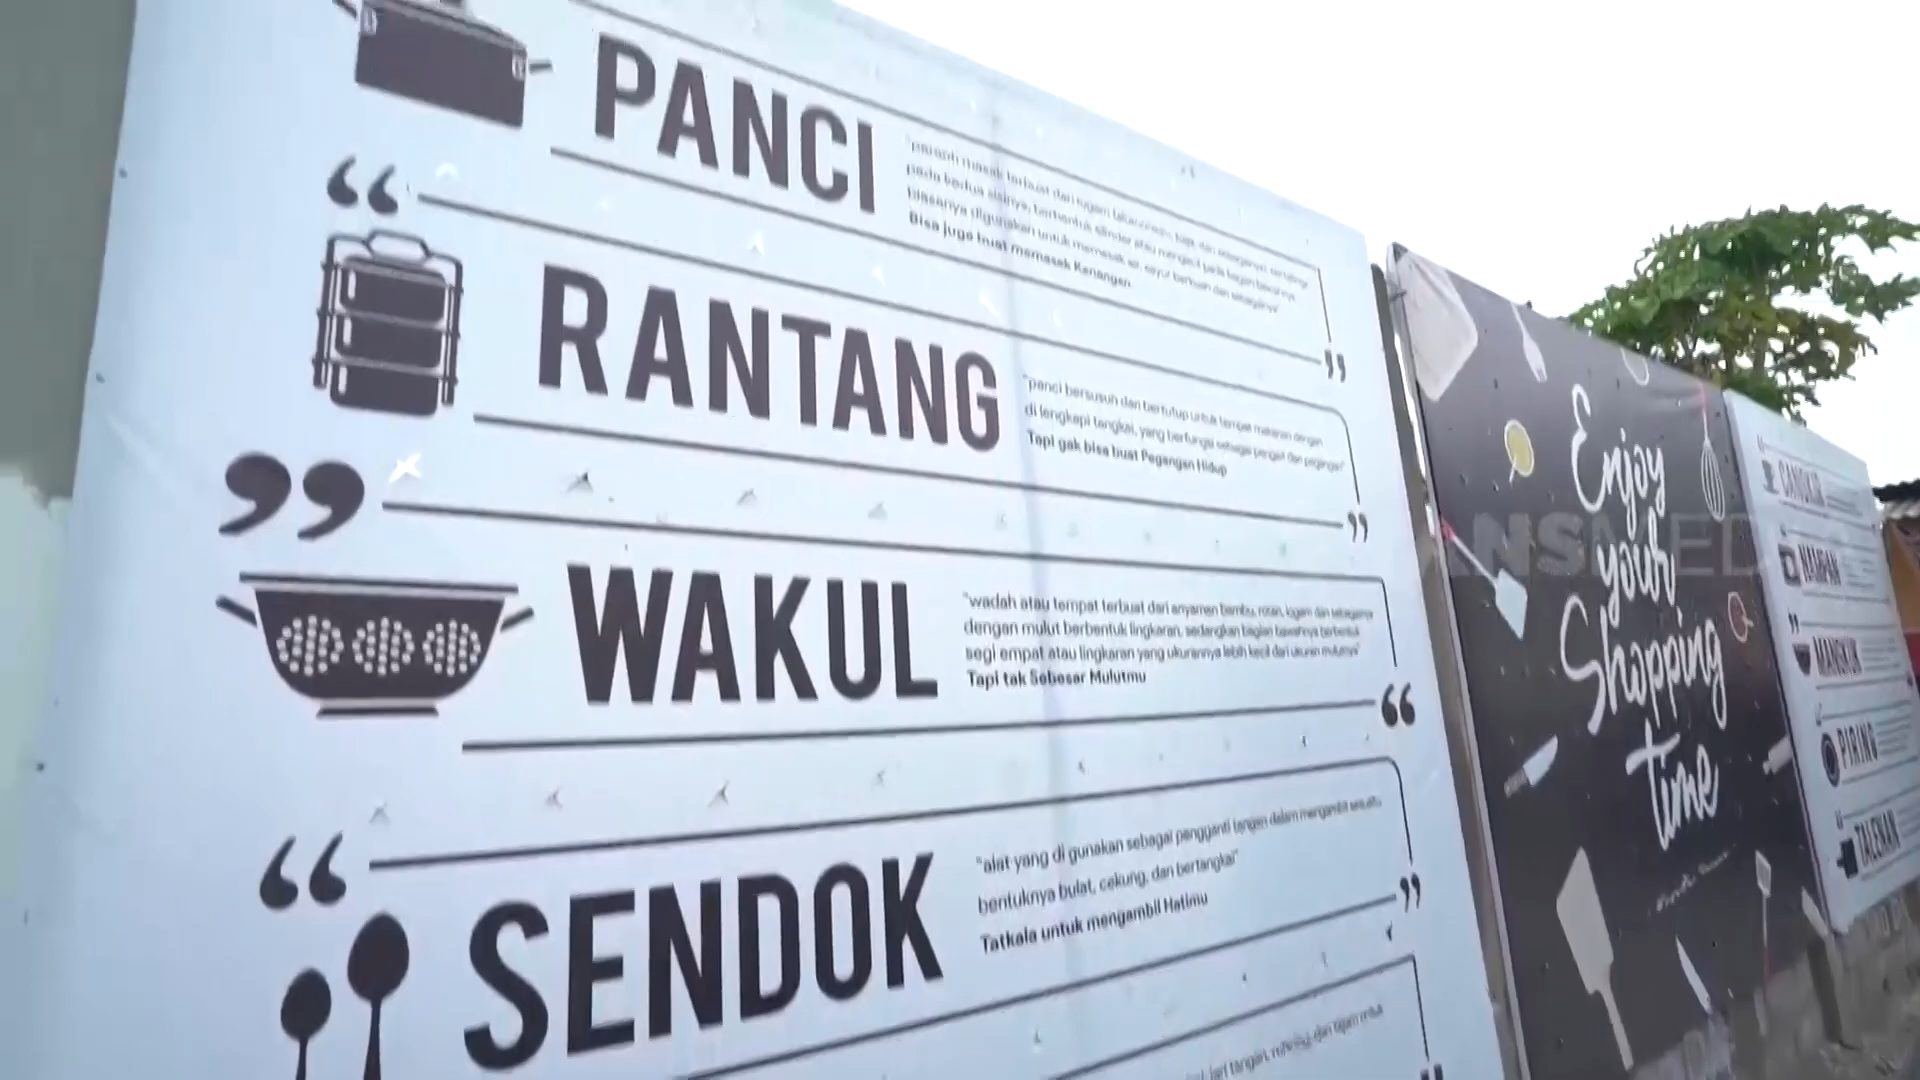 PANCI
Bisa juga buat memasak Kenangan
RANTANG
"panci bersusun dan bertutup untuk tempat makanan dengan
di lengkapi tangkai, yang berfungsi sebagai pengait dan pegangan"
Tapi gak bisa buat Pegangan Hidup
WAKUL
"wadah atau tempat terbuat dari anyaman bambu, rotan, logam dan sebagainya
dengan mulut berbentuk lingkaran, sedangkan bagian bawahnya berbentuk
segi empat atau lingkaran yang ukurannya lebih kecil dari ukuran mulutnya"
Tapi tak Sebesar Mulutmu
SENDOK
"alat yang di gunakan sebagai pengganti tangan dalam mengambil sesuatu
bentuknya bulat, cekung, dan bertangkai"
Tatkala untuk mengambil Hatimu
Enjoy
your
Shopping
time
CANGKIR
NAMPAN
MANGKUK
PIRING
TALENAN